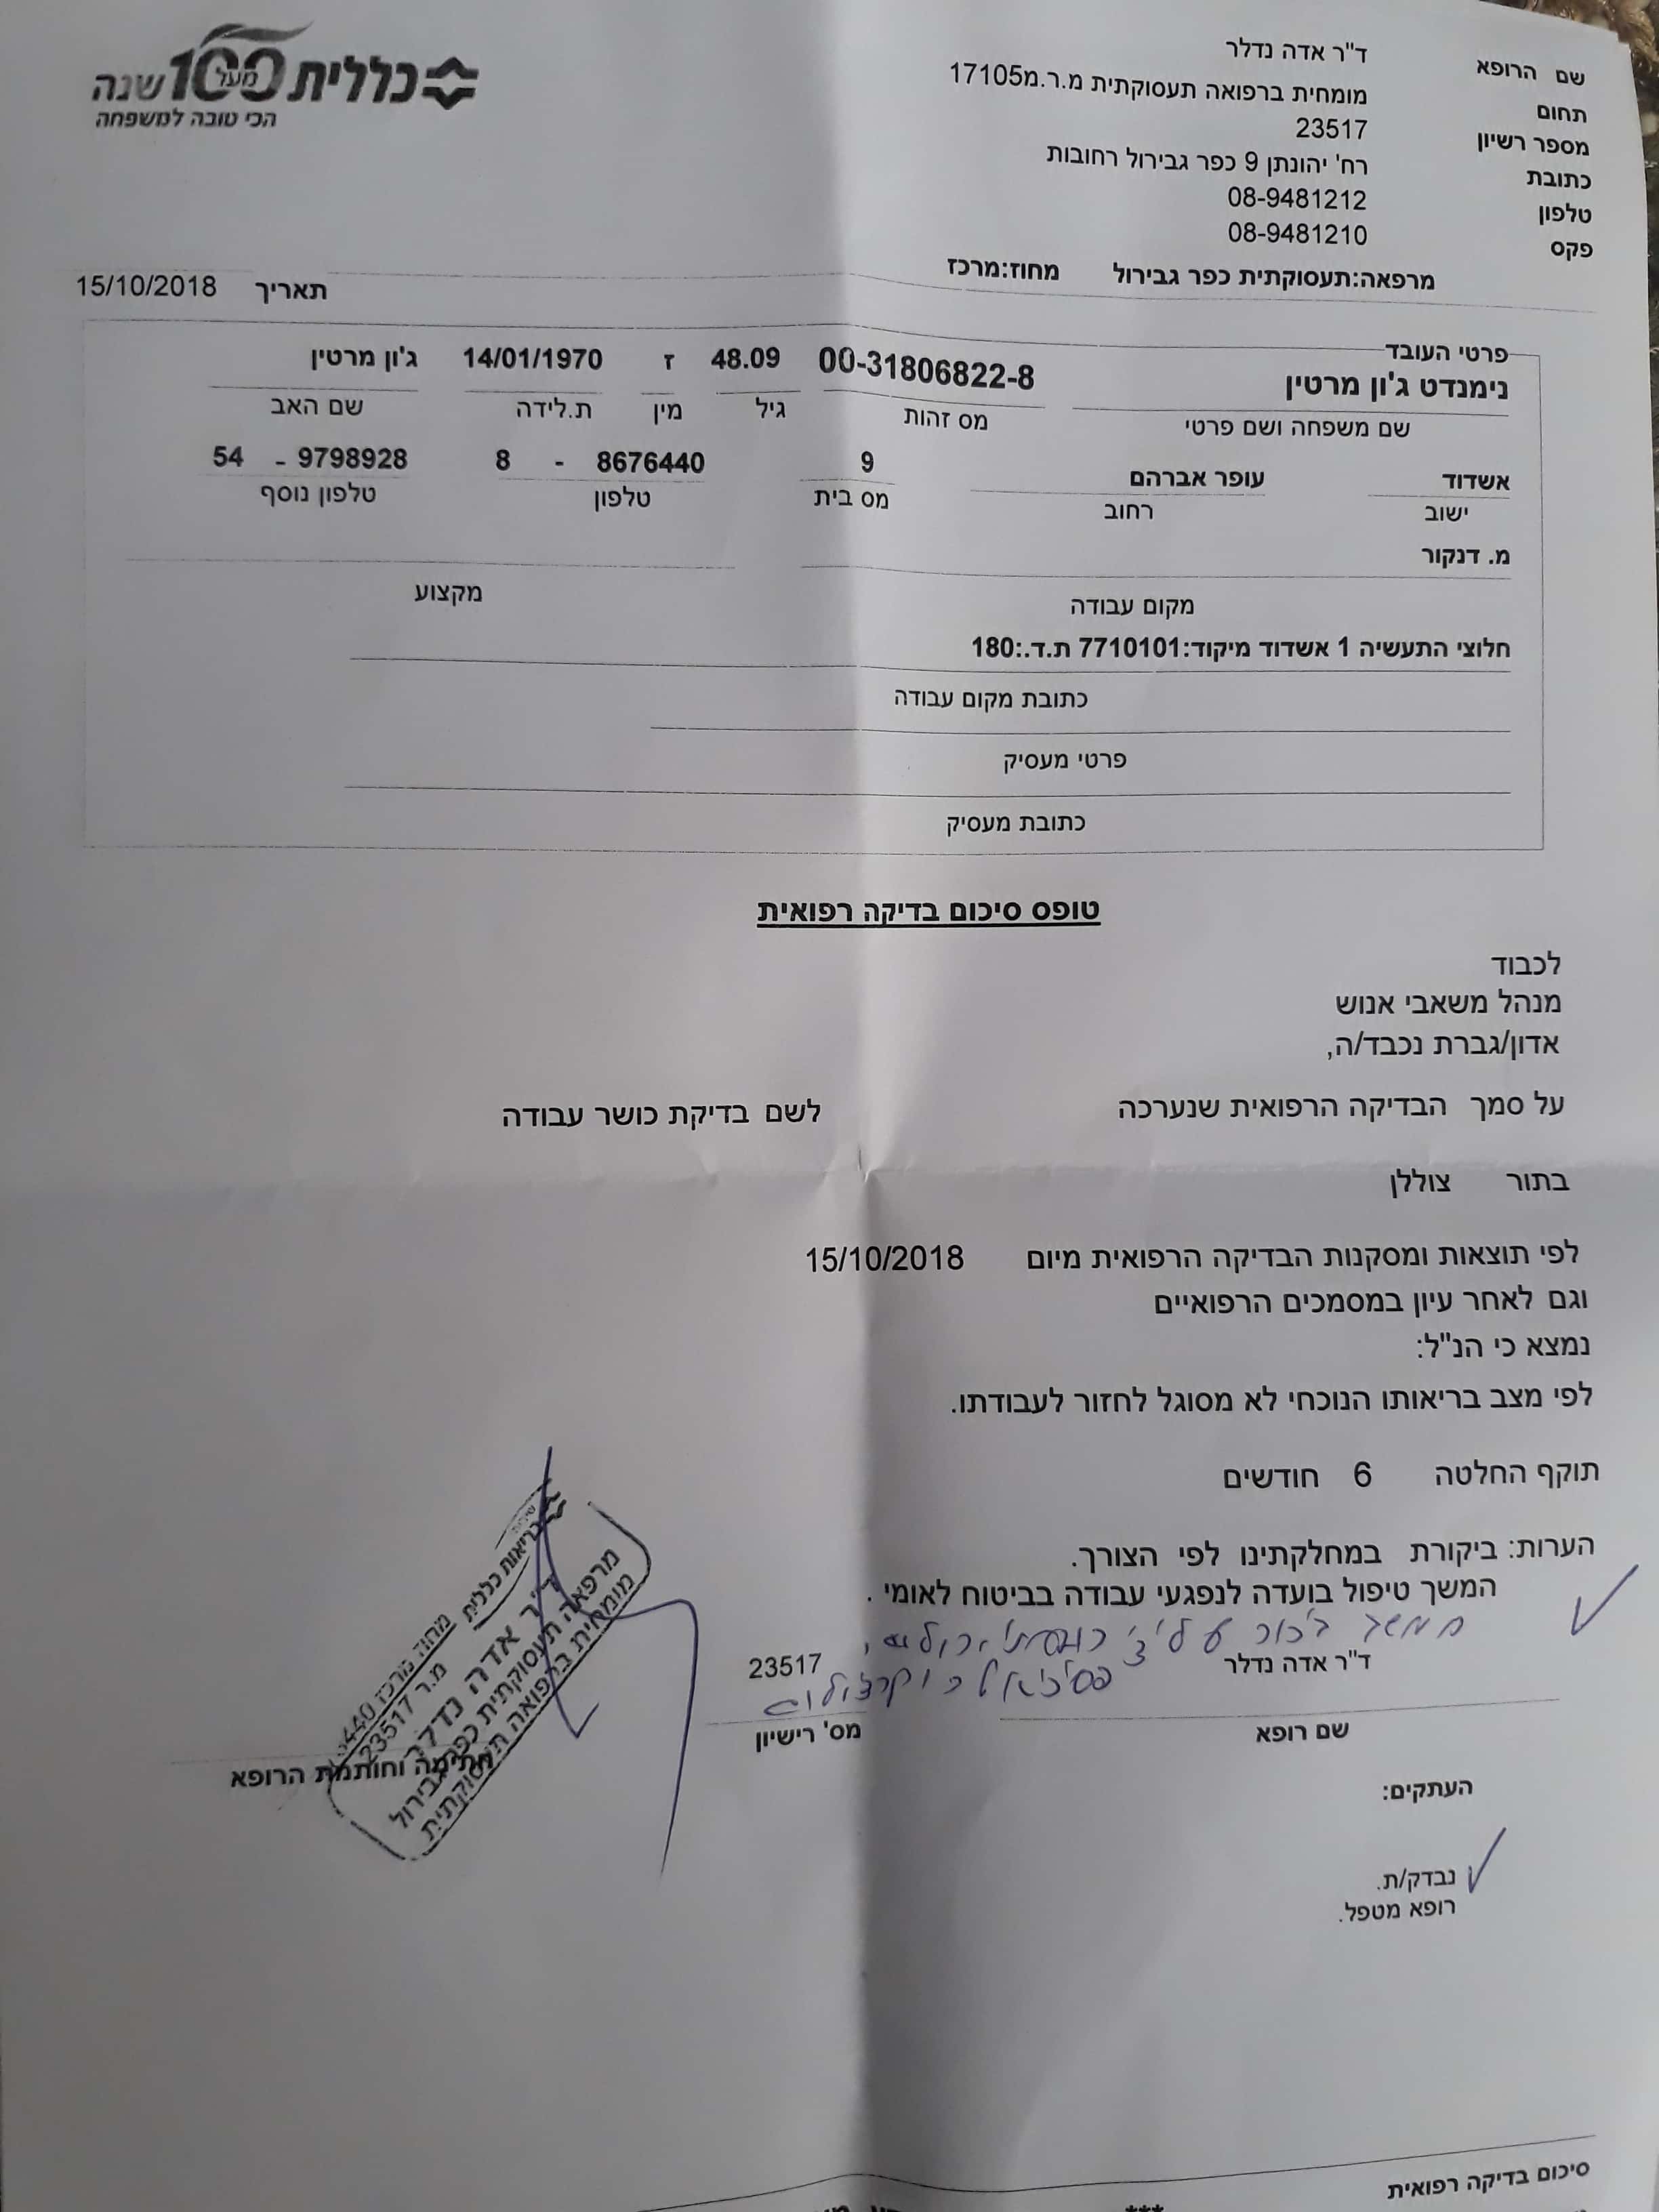 כללית מעל 100 שנה
הכי טובה למשפחה
שם הרופא ד"ר אדה נדלר
תחום מומחית ברפואה תעסוקתית מ.ר.מ17105
מספר רשיון 23517
כתובת רח' יהונתן 9 כפר גבירול רחובות
טלפון 08-9481212
פקס 08-9481210
מרפאה:תעסוקתית כפר גבירול מחוז:מרכז
תאריך 15/10/2018
פרטי העובד
נימנדט ג'ון מרטין 00-31806822-8 48.09 ז 14/01/1970 ג'ון מרטין
שם משפחה ושם פרטי מס זהות גיל מין ת.לידה שם האב
אשדוד עופר אברהם 9 8676440 - 8 9798928 - 54
ישוב רחוב מס בית טלפון טלפון נוסף
מ. דנקור
מקום עבודה מקצוע
חלוצי התעשיה 1 אשדוד מיקוד:7710101 ת.ד.:180
כתובת מקום עבודה
פרטי מעסיק
כתובת מעסיק
טופס סיכום בדיקה רפואית
לכבוד
מנהל משאבי אנוש
אדון/גברת נכבד/ה,
על סמך הבדיקה הרפואית שנערכה לשם בדיקת כושר עבודה
בתור צוללן
לפי תוצאות ומסקנות הבדיקה הרפואית מיום 15/10/2018
וגם לאחר עיון במסמכים הרפואיים
נמצא כי הנ"ל:
לפי מצב בריאותו הנוכחי לא מסוגל לחזור לעבודתו.
תוקף החלטה 6 חודשים
הערות: ביקורת במחלקתינו לפי הצורך.
המשך טיפול בועדה לנפגעי עבודה בביטוח לאומי.
ד"ר אדה נדלר 23517
שם רופא מס' רישיון חתימה וחותמת הרופא
שירותי בריאות כללית
מחוז מרכז
ד"ר אדה נדלר
מ.ר 23517
מרפאה תעסוקתית כפר גבירול
מומחית ברפואה תעסוקתית
העתקים:
נבדק/ת.
רופא מטפל.
סיכום בדיקה רפואית
***